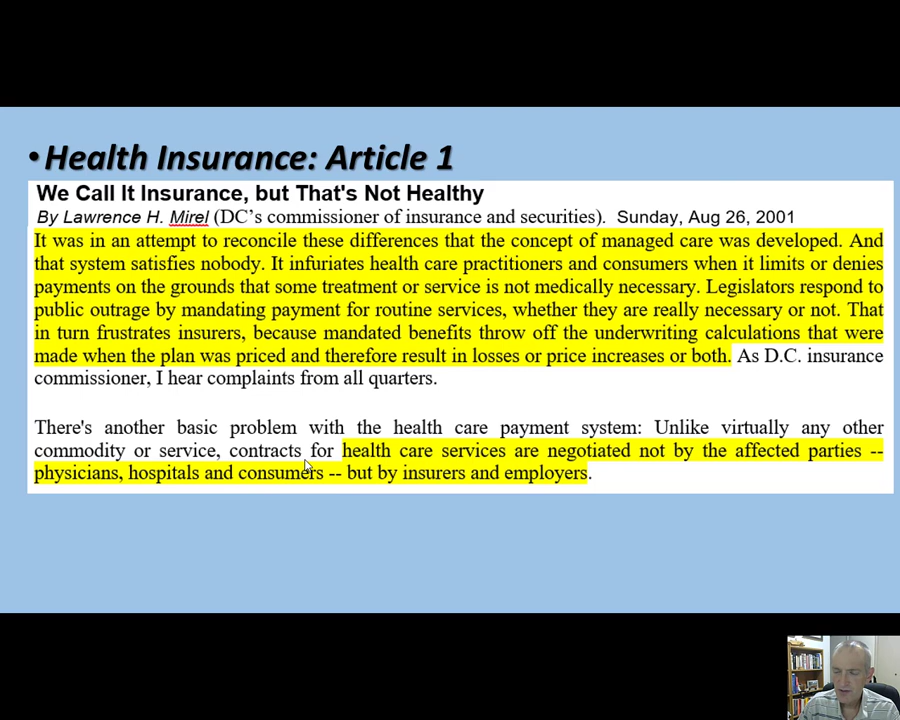 •Health Insurance: Article 1
We Call It Insurance, but That's Not Healthy
By Lawrence H. Mirel (DC's commissioner of insurance and securities).  Sunday, Aug 26, 2001
It was in an attempt to reconcile these differences that the concept of managed care was developed. And
that system satisfies nobody. It infuriates health care practitioners and consumers when it limits or denies
payments on the grounds that some treatment or service is not medically necessary. Legislators respond to
public outrage by mandating payment for routine services, whether they are really necessary or not. That
in turn frustrates insurers, because mandated benefits throw off the underwriting calculations that were
made when the plan was priced and therefore result in losses or price increases or both. As D.C. insurance
commissioner, I hear complaints from all quarters.
There's another basic problem with the health care payment system: Unlike virtually any other
commodity or service, contracts for health care services are negotiated not by the affected parties --
physicians, hospitals and consumers -- but by insurers and employers.